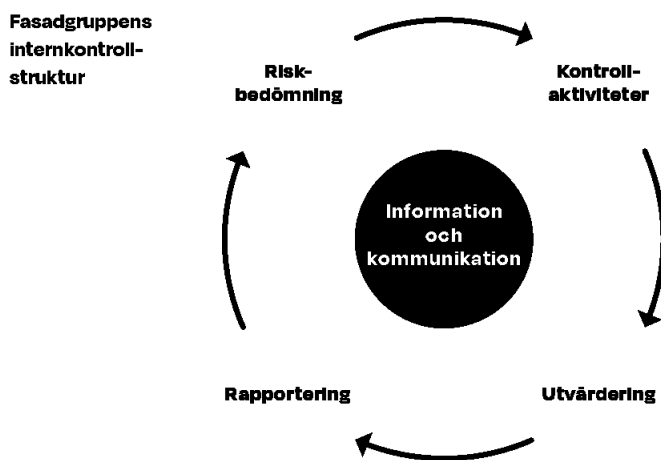 Fasadgruppens
internkontroll-
struktur
Risk-
bedömning
Kontroll-
aktiviteter
Information
och
kommunikation
Rapportering
Utvärdering